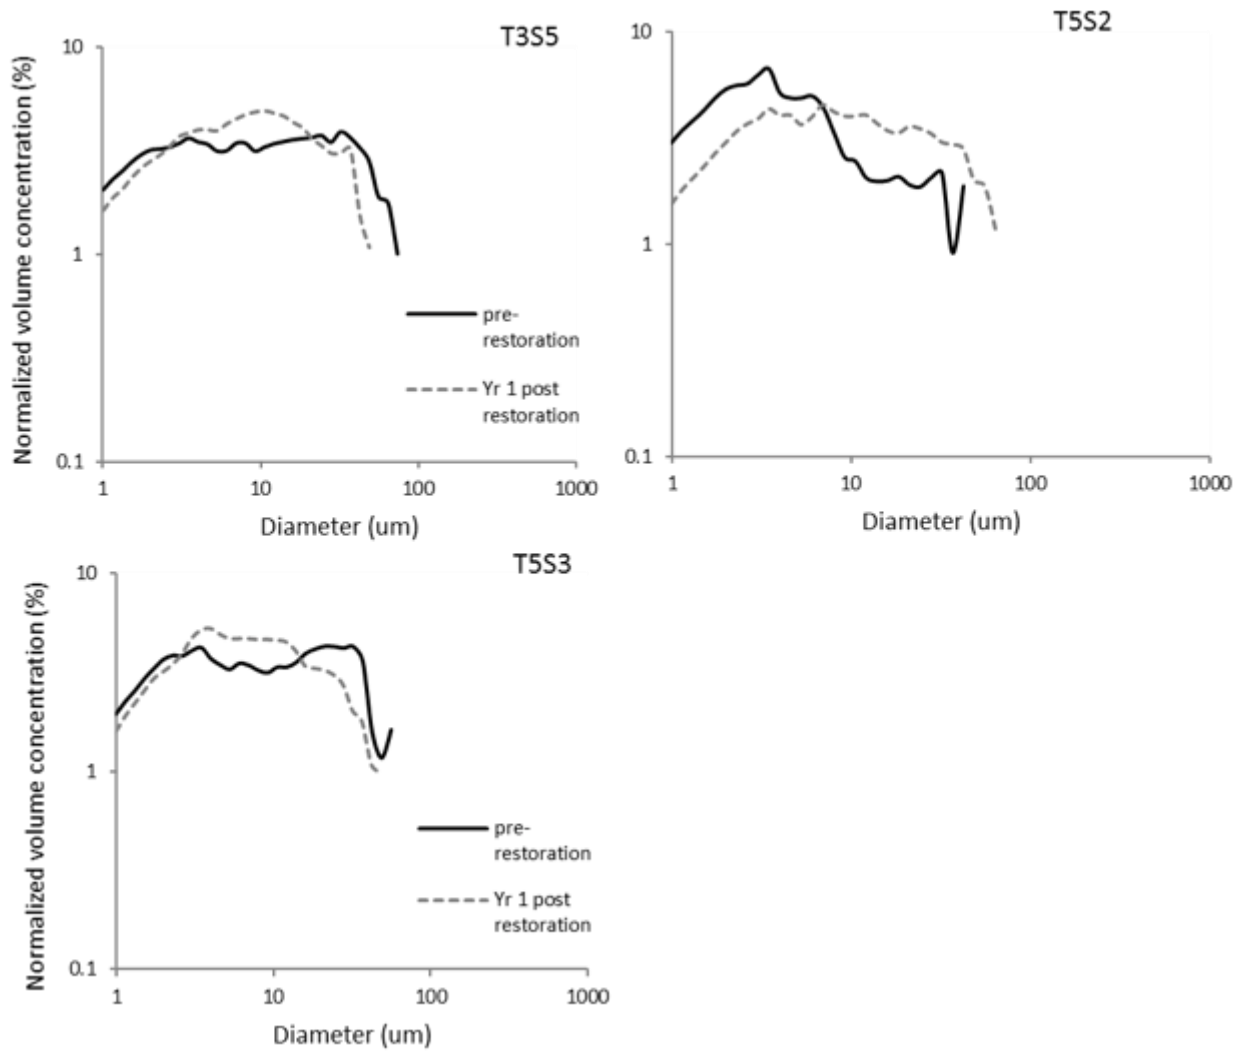 T3S5
Normalized volume concentration (%)
10
1
0.1
1
10
100
1000
Diameter (um)
pre-
restoration
Yr 1 post
restoration
T5S2
10
1
0.1
1
10
100
1000
Diameter (um)
T5S3
Normalized volume concentration (%)
10
1
0.1
1
10
100
1000
Diameter (um)
pre-
restoration
Yr 1 post
restoration